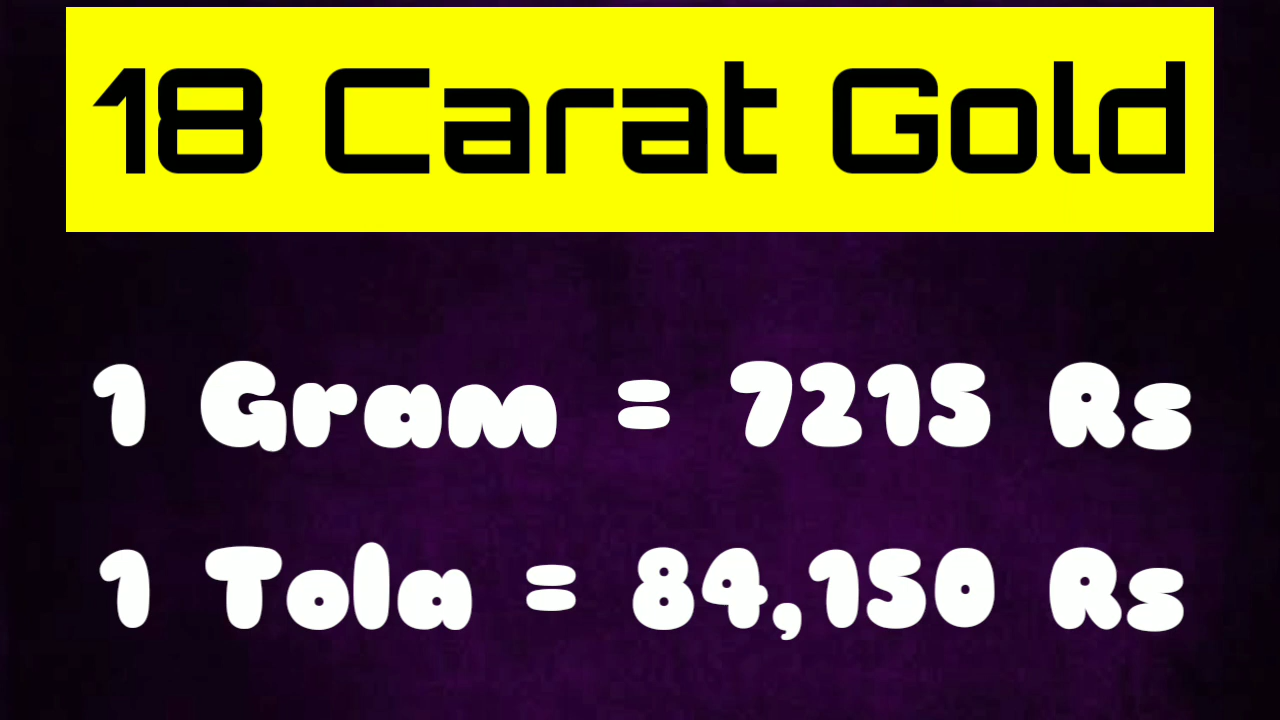 18 Carat Gold
1 Gram = 7215 Rs
1 Tola = 84,150 Rs